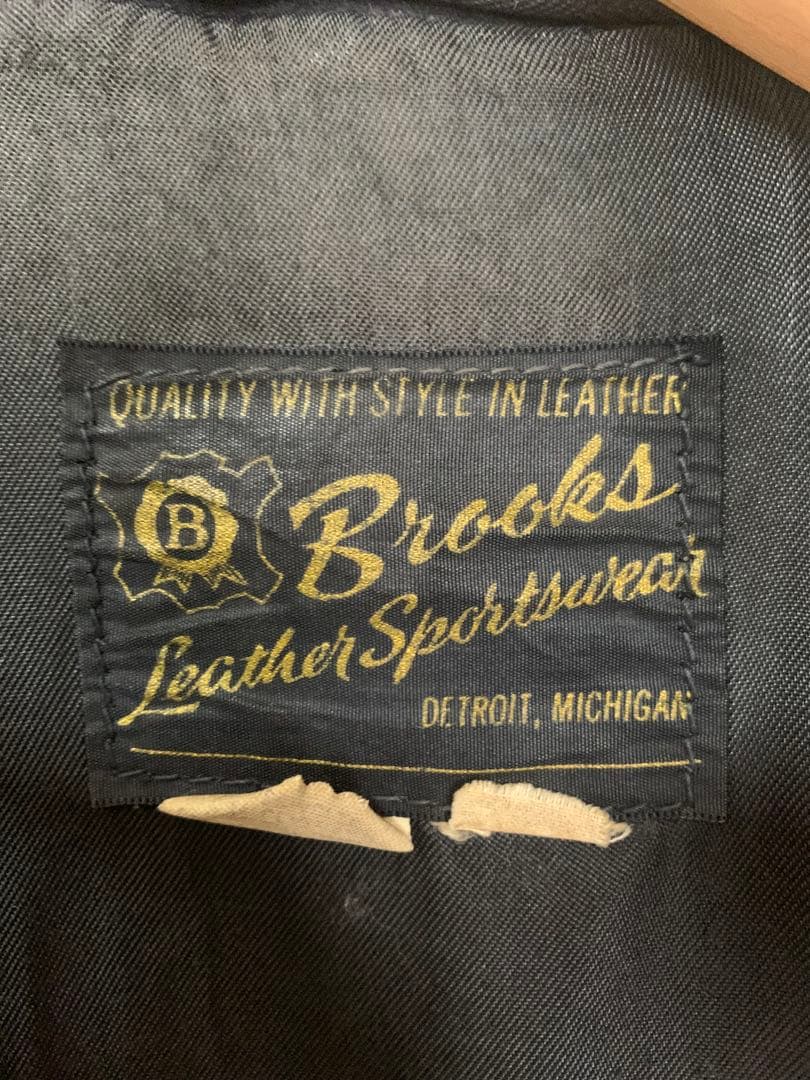 QUALITY WITH STYLE IN LEATHER
B
Brooks
Leather Sportswear
DETROIT, MICHIGAN